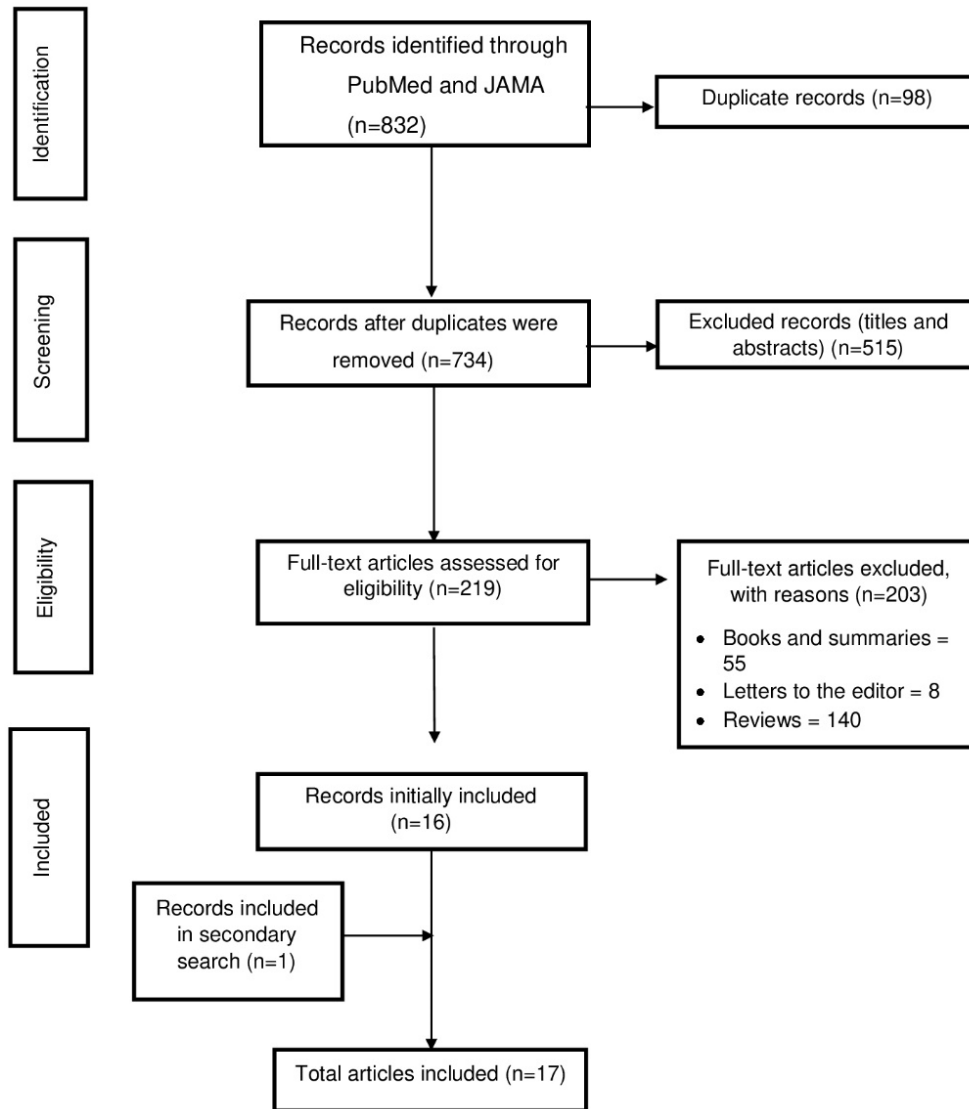 Identification
Records identified through
PubMed and JAMA
(n=832)
Duplicate records (n=98)
Screening
Records after duplicates were
removed (n=734)
Excluded records (titles and
abstracts) (n=515)
Eligibility
Full-text articles assessed for
eligibility (n=219)
Full-text articles excluded,
with reasons (n=203)
• Books and summaries =
55
• Letters to the editor = 8
• Reviews = 140
Included
Records initially included
(n=16)
Records included
in secondary
search (n=1)
Total articles included (n=17)